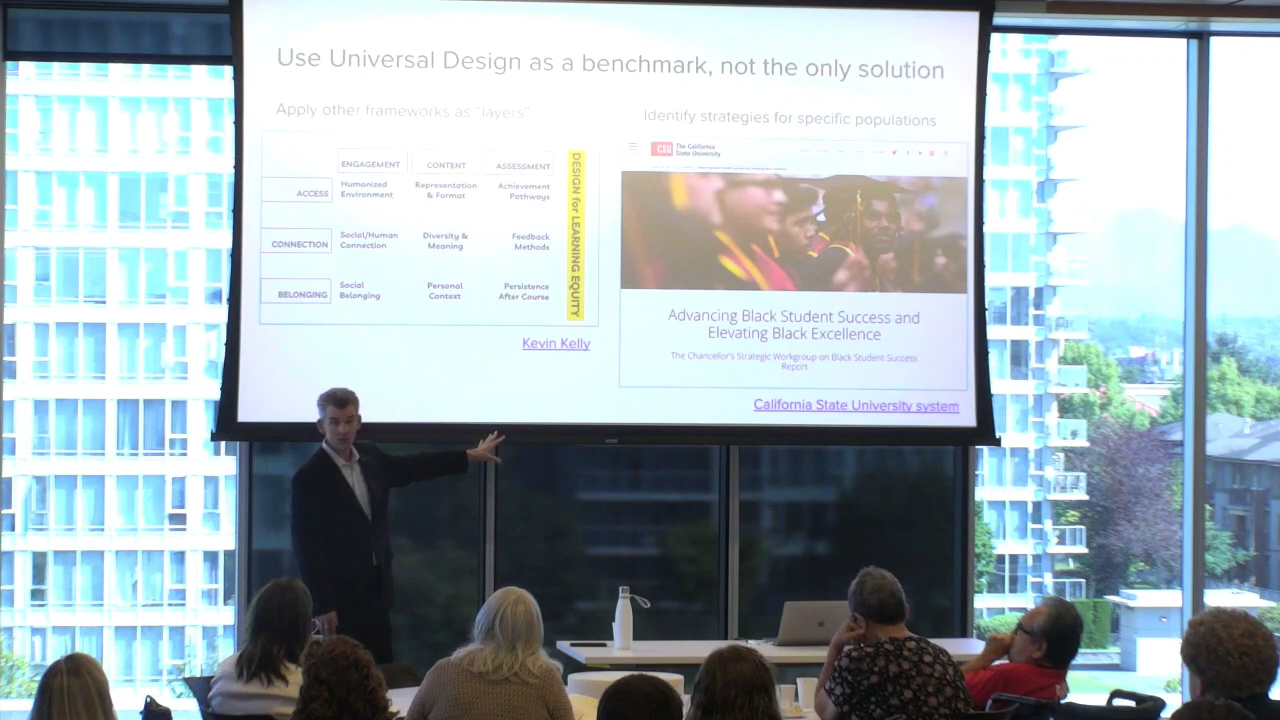 Use Universal Design as a benchmark, not the only solution
Apply other frameworks as "layers"
ENGAGEMENT
CONTENT
ASSESSMENT
ACCESS
Humanized
Environment
Representation
& Format
Achievement
Pathways
CONNECTION
Social/Human
Connection
Diversity &
Meaning
Feedback
Methods
BELONGING
Social
Belonging
Personal
Context
Persistence
After Course
DESIGN for LEARNING EQUITY
Kevin Kelly
Identify strategies for specific populations
CSU
The California
State University
Advancing Black Student Success and
Elevating Black Excellence
The Chancellor's Strategic Workgroup on Black Student Success
Report
California State University system